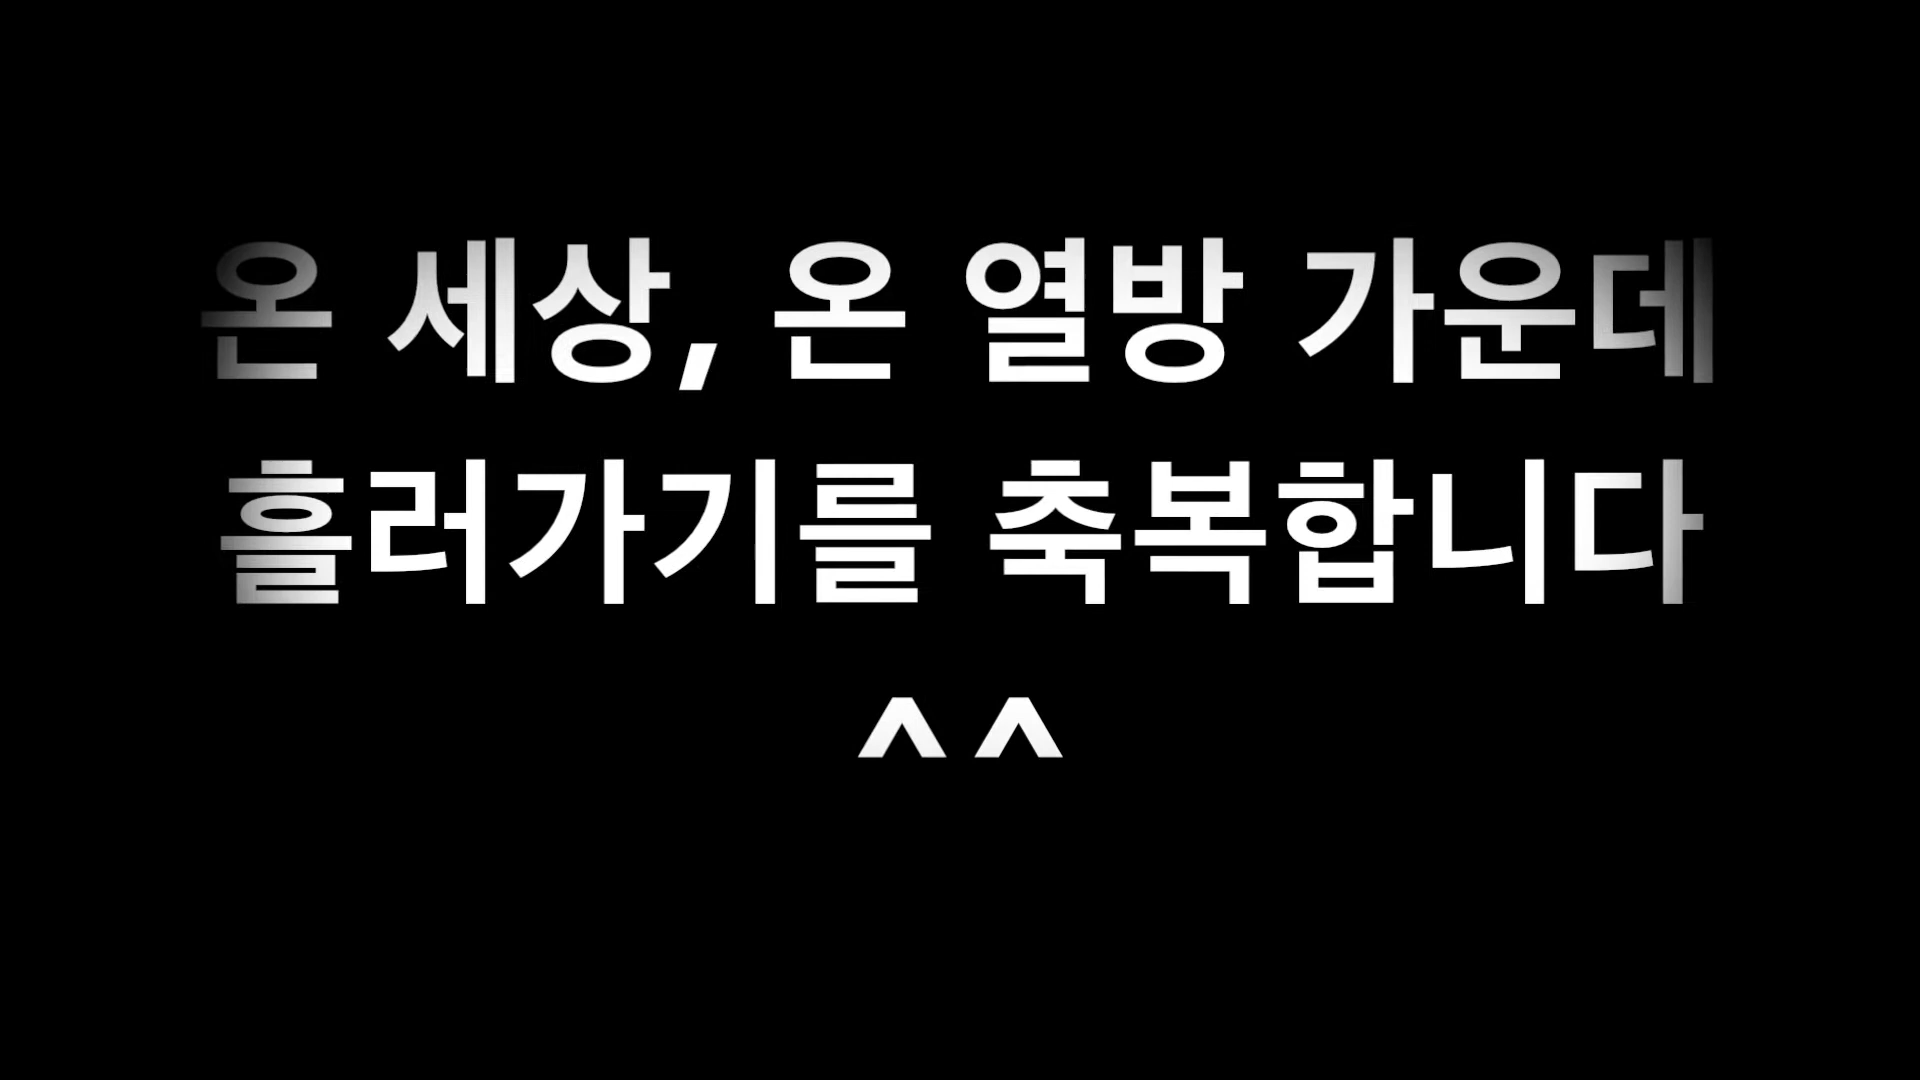 온 세상, 온 열방 가운데
흘러가기를 축복합니다
^^